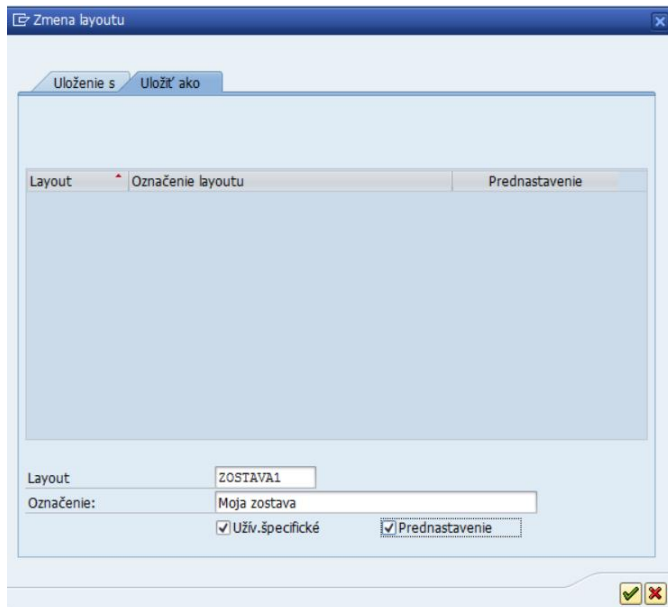 Zmena layoutu
Uloženie s Uložiť ako
Layout Označenie layoutu Prednastavenie
Layout ZOSTAVA1
Označenie: Moja zostava
Užív.špecifické Prednastavenie